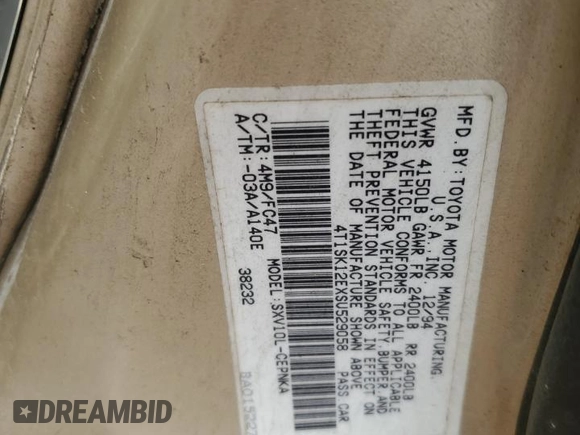 MFD. BY: TOYOTA MOTOR MANUFACTURING,
U.S.A., INC. 12/94
GVWR 4150LB GAWR FR 2400LB RR 2400LB
THIS VEHICLE CONFORMS TO ALL APPLICABLE
FEDERAL MOTOR VEHICLE SAFETY, BUMPER, AND
THEFT PREVENTION STANDARDS IN EFFECT ON
THE DATE OF MANUFACTURE SHOWN ABOVE
4T1SK12EXSU529058 PASS CAR
C/TR: 4M9/FC47 MODEL: SXV10L-CEPNKA
A/TM: -03A/A140E 38232
DREAMBID